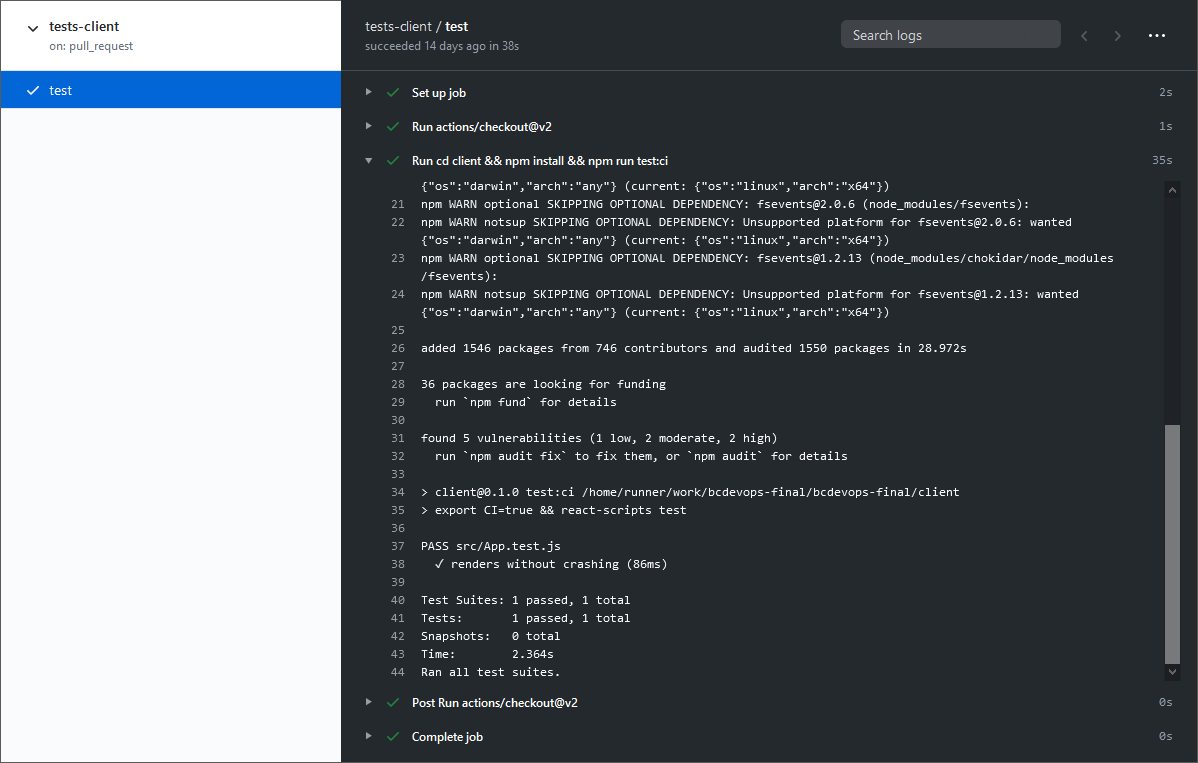 tests-client
on: pull_request
test
tests-client / test
succeeded 14 days ago in 38s
Search logs
Set up job 2s
Run actions/checkout@v2 1s
Run cd client && npm install && npm run test:ci 35s
{"os":"darwin","arch":"any"} (current: {"os":"linux","arch":"x64"})
21 npm WARN optional SKIPPING OPTIONAL DEPENDENCY: fsevents@2.0.6 (node_modules/fsevents):
22 npm WARN notsup SKIPPING OPTIONAL DEPENDENCY: Unsupported platform for fsevents@2.0.6: wanted
{"os":"darwin","arch":"any"} (current: {"os":"linux","arch":"x64"})
23 npm WARN optional SKIPPING OPTIONAL DEPENDENCY: fsevents@1.2.13 (node_modules/chokidar/node_modules
/fsevents):
24 npm WARN notsup SKIPPING OPTIONAL DEPENDENCY: Unsupported platform for fsevents@1.2.13: wanted
{"os":"darwin","arch":"any"} (current: {"os":"linux","arch":"x64"})
25
26 added 1546 packages from 746 contributors and audited 1550 packages in 28.972s
27
28 36 packages are looking for funding
29 run `npm fund` for details
30
31 found 5 vulnerabilities (1 low, 2 moderate, 2 high)
32 run `npm audit fix` to fix them, or `npm audit` for details
33
34 > client@0.1.0 test:ci /home/runner/work/bcdevops-final/bcdevops-final/client
35 > export CI=true && react-scripts test
36
37 PASS src/App.test.js
38 ✓ renders without crashing (86ms)
39
40 Test Suites: 1 passed, 1 total
41 Tests: 1 passed, 1 total
42 Snapshots: 0 total
43 Time: 2.364s
44 Ran all test suites.
Post Run actions/checkout@v2 0s
Complete job 0s